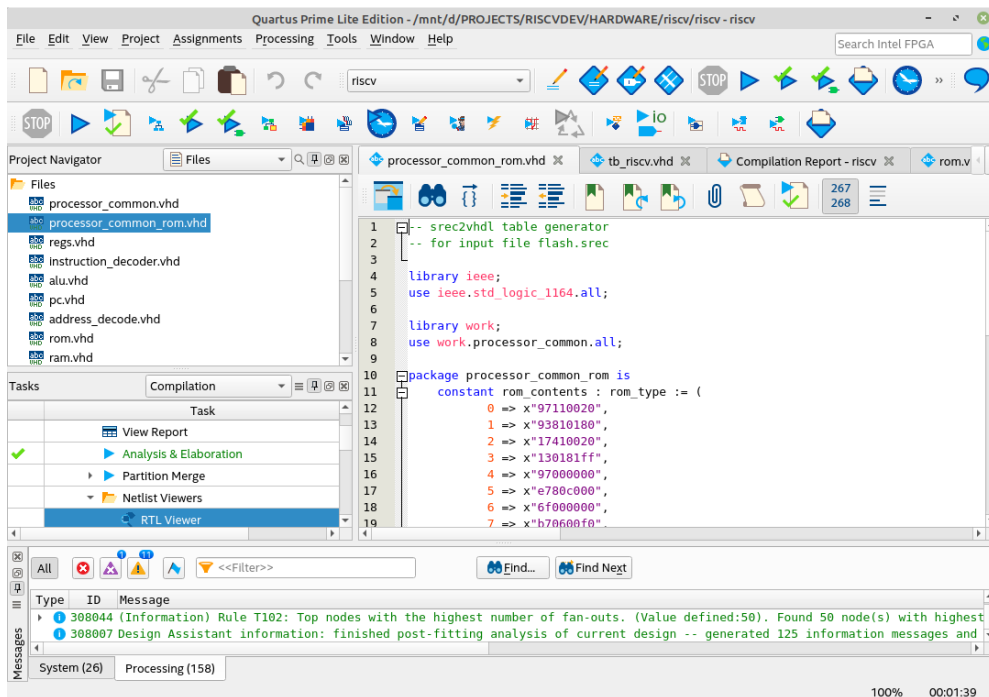 Quartus Prime Lite Edition - /mnt/d/PROJECTS/RISCVDEV/HARDWARE/riscv/riscv - riscv
File Edit View Project Assignments Processing Tools Window Help
Search Intel FPGA
STOP riscv STOP »
STOP io
Project Navigator Files
processor_common_rom.vhd tb_riscv.vhd Compilation Report - riscv rom.v
Files
processor_common.vhd
processor_common_rom.vhd
regs.vhd
instruction_decoder.vhd
alu.vhd
pc.vhd
address_decode.vhd
rom.vhd
ram.vhd
267
268
1 -- srec2vhdl table generator
2 -- for input file flash.srec
3
4 library ieee;
5 use ieee.std_logic_1164.all;
6
7 library work;
8 use work.processor_common.all;
9
10 package processor_common_rom is
11 constant rom_contents : rom_type := (
12 0 => x"97110020",
13 1 => x"93810180",
14 2 => x"17410020",
15 3 => x"130181ff",
16 4 => x"97000000",
17 5 => x"e780c000",
18 6 => x"6f000000",
19 7 => x"b70600f0",
Tasks Compilation
Task
View Report
Analysis & Elaboration
Partition Merge
Netlist Viewers
RTL Viewer
All 1 11 <<Filter>> Find... Find Next
Type ID Message
308044 (Information) Rule T102: Top nodes with the highest number of fan-outs. (Value defined:50). Found 50 node(s) with highest
308007 Design Assistant information: finished post-fitting analysis of current design -- generated 125 information messages and
Messages
System (26) Processing (158)
100% 00:01:39